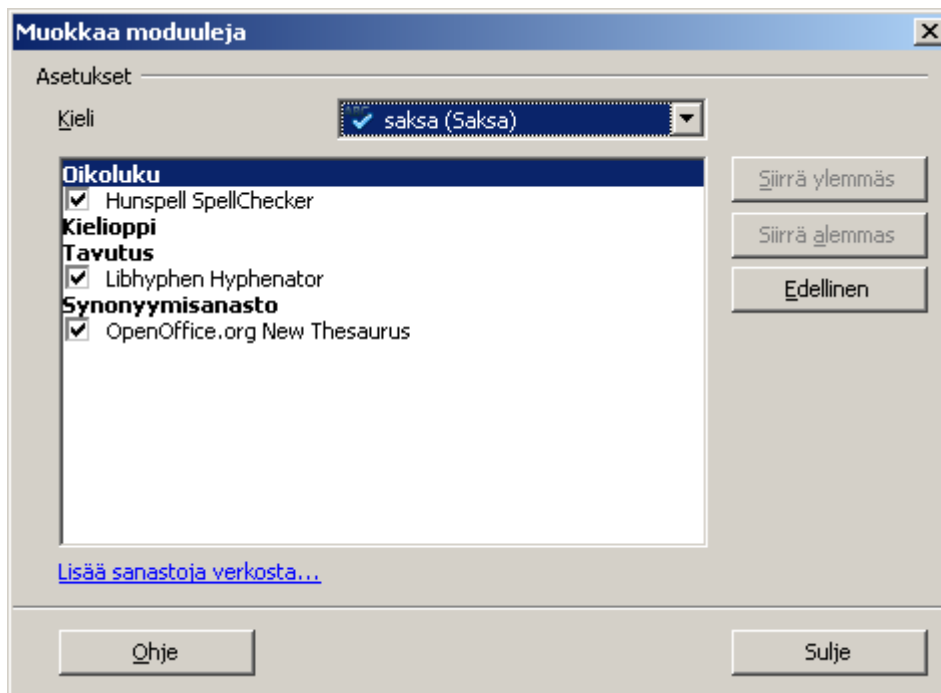 Muokkaa moduuleja
Asetukset
Kieli
saksa (Saksa)
Oikoluku
Hunspell SpellChecker
Kielioppi
Tavutus
Libhyphen Hyphenator
Synonyymisanasto
OpenOffice.org New Thesaurus
Siirrä ylemmäs
Siirrä alemmas
Edellinen
Lisää sanastoja verkosta...
Ohje
Sulje